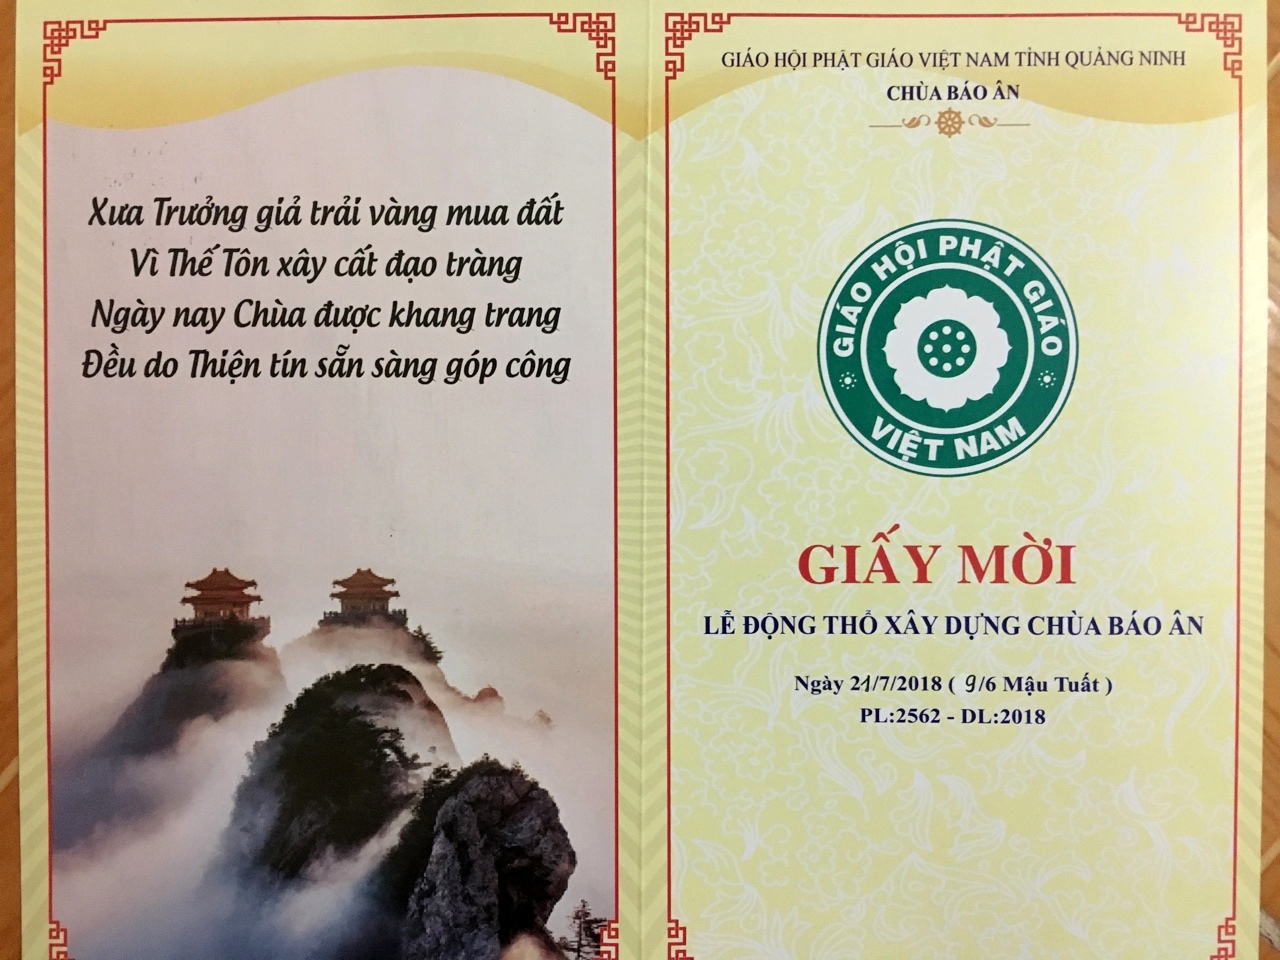 Xưa Trưởng giả trải vàng mua đất
Vì Thế Tôn xây cất đạo tràng
Ngày nay Chùa được khang trang
Đều do Thiện tín sẵn sàng góp công
GIÁO HỘI PHẬT GIÁO VIỆT NAM TỈNH QUẢNG NINH
CHÙA BÁO ÂN
GIÁO HỘI PHẬT GIÁO
VIỆT NAM
GIẤY MỜI
LỄ ĐỘNG THỔ XÂY DỰNG CHÙA BÁO ÂN
Ngày 21/7/2018 ( 9/6 Mậu Tuất )
PL:2562 - DL:2018